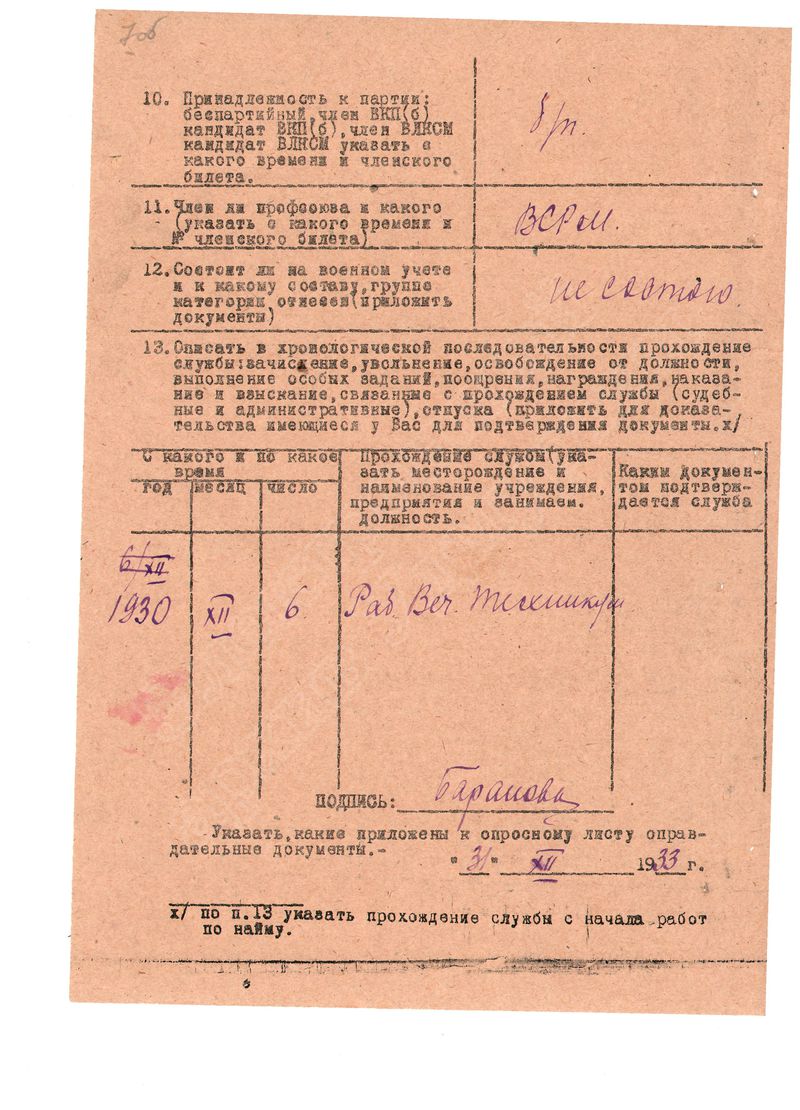 70б
10. Принадлежность к партии:
беспартийный, член ВКП(б)
кандидат ВКП(б), член ВЛКСМ
кандидат ВЛКСМ указать с
какого времени и членского
билета.
б/п.
11. Член ли профсоюза и какого
(указать с какого времени и
№ членского билета)
ВСРМ.
12. Состоит ли на военном учете
и к какому составу, группе
категории отнесен (приложить
документы)
не состою.
13. Описать в хронологической последовательности прохождение
службы: зачисление, увольнение, освобождение от должности,
выполнение особых заданий, поощрения, награждения, наказа-
ние и взыскание, связанные с прохождением службы (судеб-
ные и административные), отпуска (приложить для доказа-
тельства имеющиеся у Вас для подтверждения документы. х/
С какого и по какое
время
год месяц число
Прохождение службы (ука-
зать месторождение и
наименование учреждения,
предприятия и занимаем.
должность.
Каким докумен-
том подтверж-
дается служба
6/XII
1930 XII 6 Раб. Веч. Техникум
ПОДПИСЬ: Баранова
Указать, какие приложены к опросному листу оправ-
дательные документы.-
"31" XII 1933 г.
х/ по п.13 указать прохождение службы с начала работ
по найму.